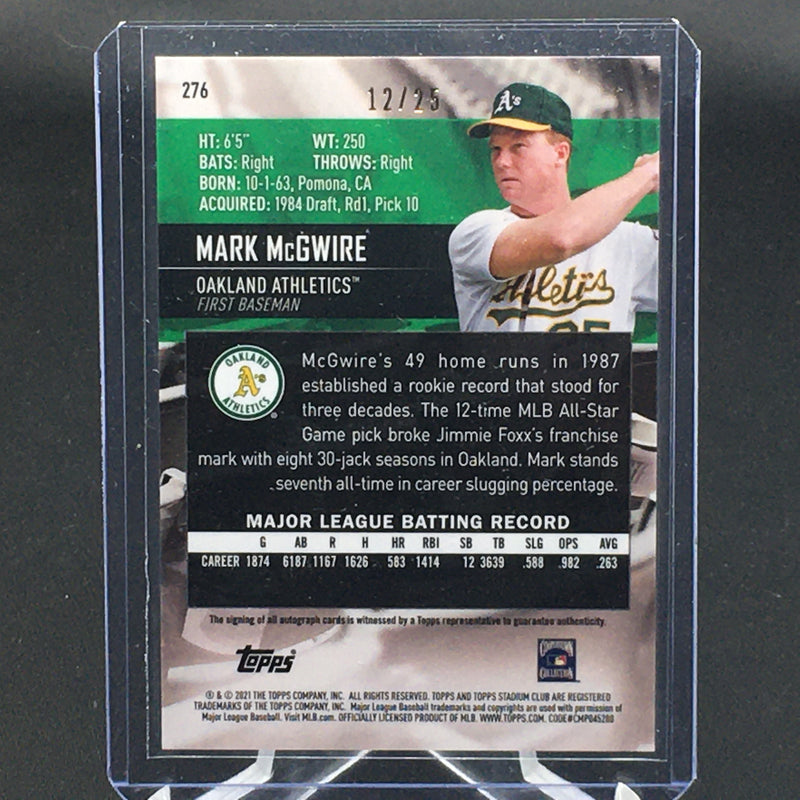 276
12/25
A's
HT: 6'5" WT: 250
BATS: Right THROWS: Right
BORN: 10-1-63, Pomona, CA
ACQUIRED: 1984 Draft, Rd1, Pick 10
MARK McGWIRE
OAKLAND ATHLETICS™
FIRST BASEMAN
Athletics
25
OAKLAND
A's
ATHLETICS
®
McGwire's 49 home runs in 1987
established a rookie record that stood for
three decades. The 12-time MLB All-Star
Game pick broke Jimmie Foxx's franchise
mark with eight 30-jack seasons in Oakland. Mark stands
seventh all-time in career slugging percentage.
MAJOR LEAGUE BATTING RECORD
G AB R H HR RBI SB TB SLG OPS AVG
CAREER 1874 6187 1167 1626 583 1414 12 3639 .588 .982 .263
The signing of all autograph cards is witnessed by a Topps representative to guarantee authenticity.
Topps
COOPERSTOWN
COLLECTION
® & © 2021 THE TOPPS COMPANY, INC. ALL RIGHTS RESERVED. TOPPS AND TOPPS STADIUM CLUB ARE REGISTERED
TRADEMARKS OF THE TOPPS COMPANY, INC. Major League Baseball trademarks and copyrights are used with permission of
Major League Baseball. Visit MLB.com. OFFICIALLY LICENSED PRODUCT OF MLB. WWW.TOPPS.COM. CODE#CMP045280